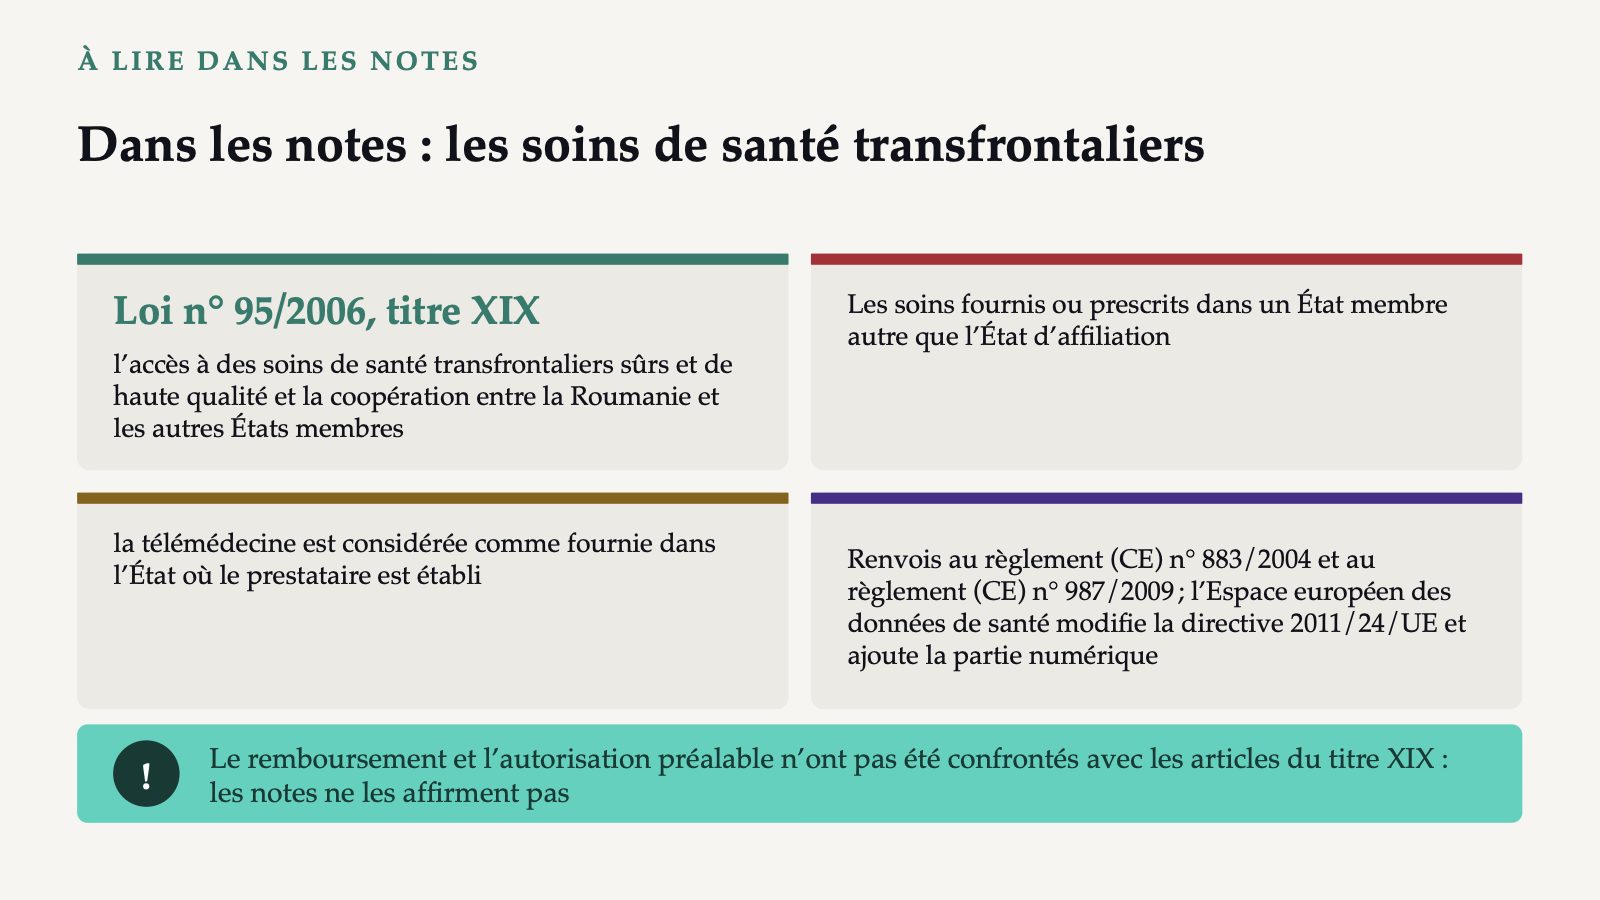 À LIRE DANS LES NOTES
Dans les notes : les soins de santé transfrontaliers
Loi n° 95/2006, titre XIX
l’accès à des soins de santé transfrontaliers sûrs et de
haute qualité et la coopération entre la Roumanie et
les autres États membres
Les soins fournis ou prescrits dans un État membre
autre que l’État d’affiliation
la télémédecine est considérée comme fournie dans
l’État où le prestataire est établi
Renvois au règlement (CE) n° 883/2004 et au
règlement (CE) n° 987/2009 ; l’Espace européen des
données de santé modifie la directive 2011/24/UE et
ajoute la partie numérique
!
Le remboursement et l’autorisation préalable n’ont pas été confrontés avec les articles du titre XIX :
les notes ne les affirment pas